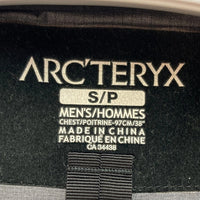 ARC'TERYX
S/P
MEN'S/HOMMES
CHEST/POITRINE-97CM/38"
MADE IN CHINA
FABRIQUÉ EN CHINE
CA 34438